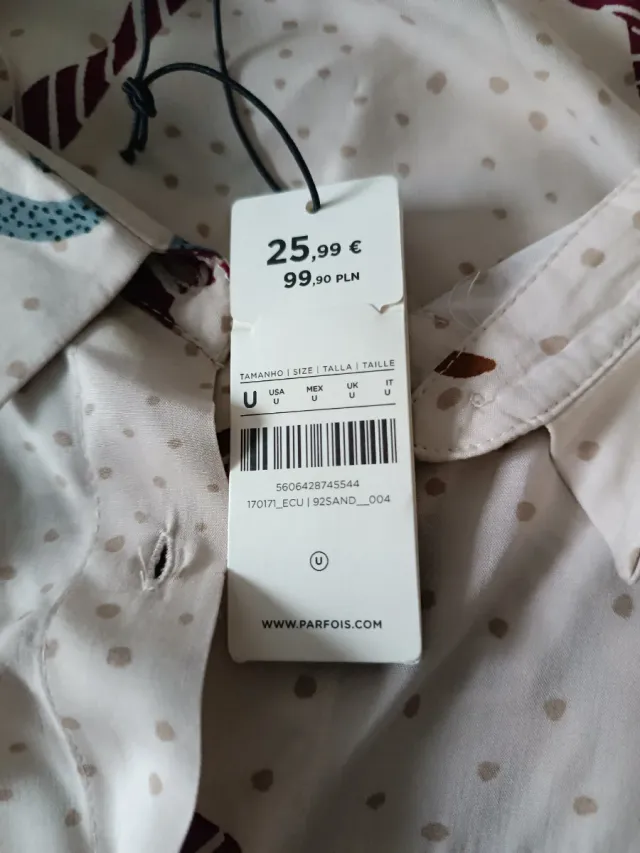 25,99 €
99,90 PLN
TAMANHO | SIZE | TALLA | TAILLE
U USA U MEX U UK U IT U
5606428745544
170171_ECU | 92SAND__004
U
WWW.PARFOIS.COM